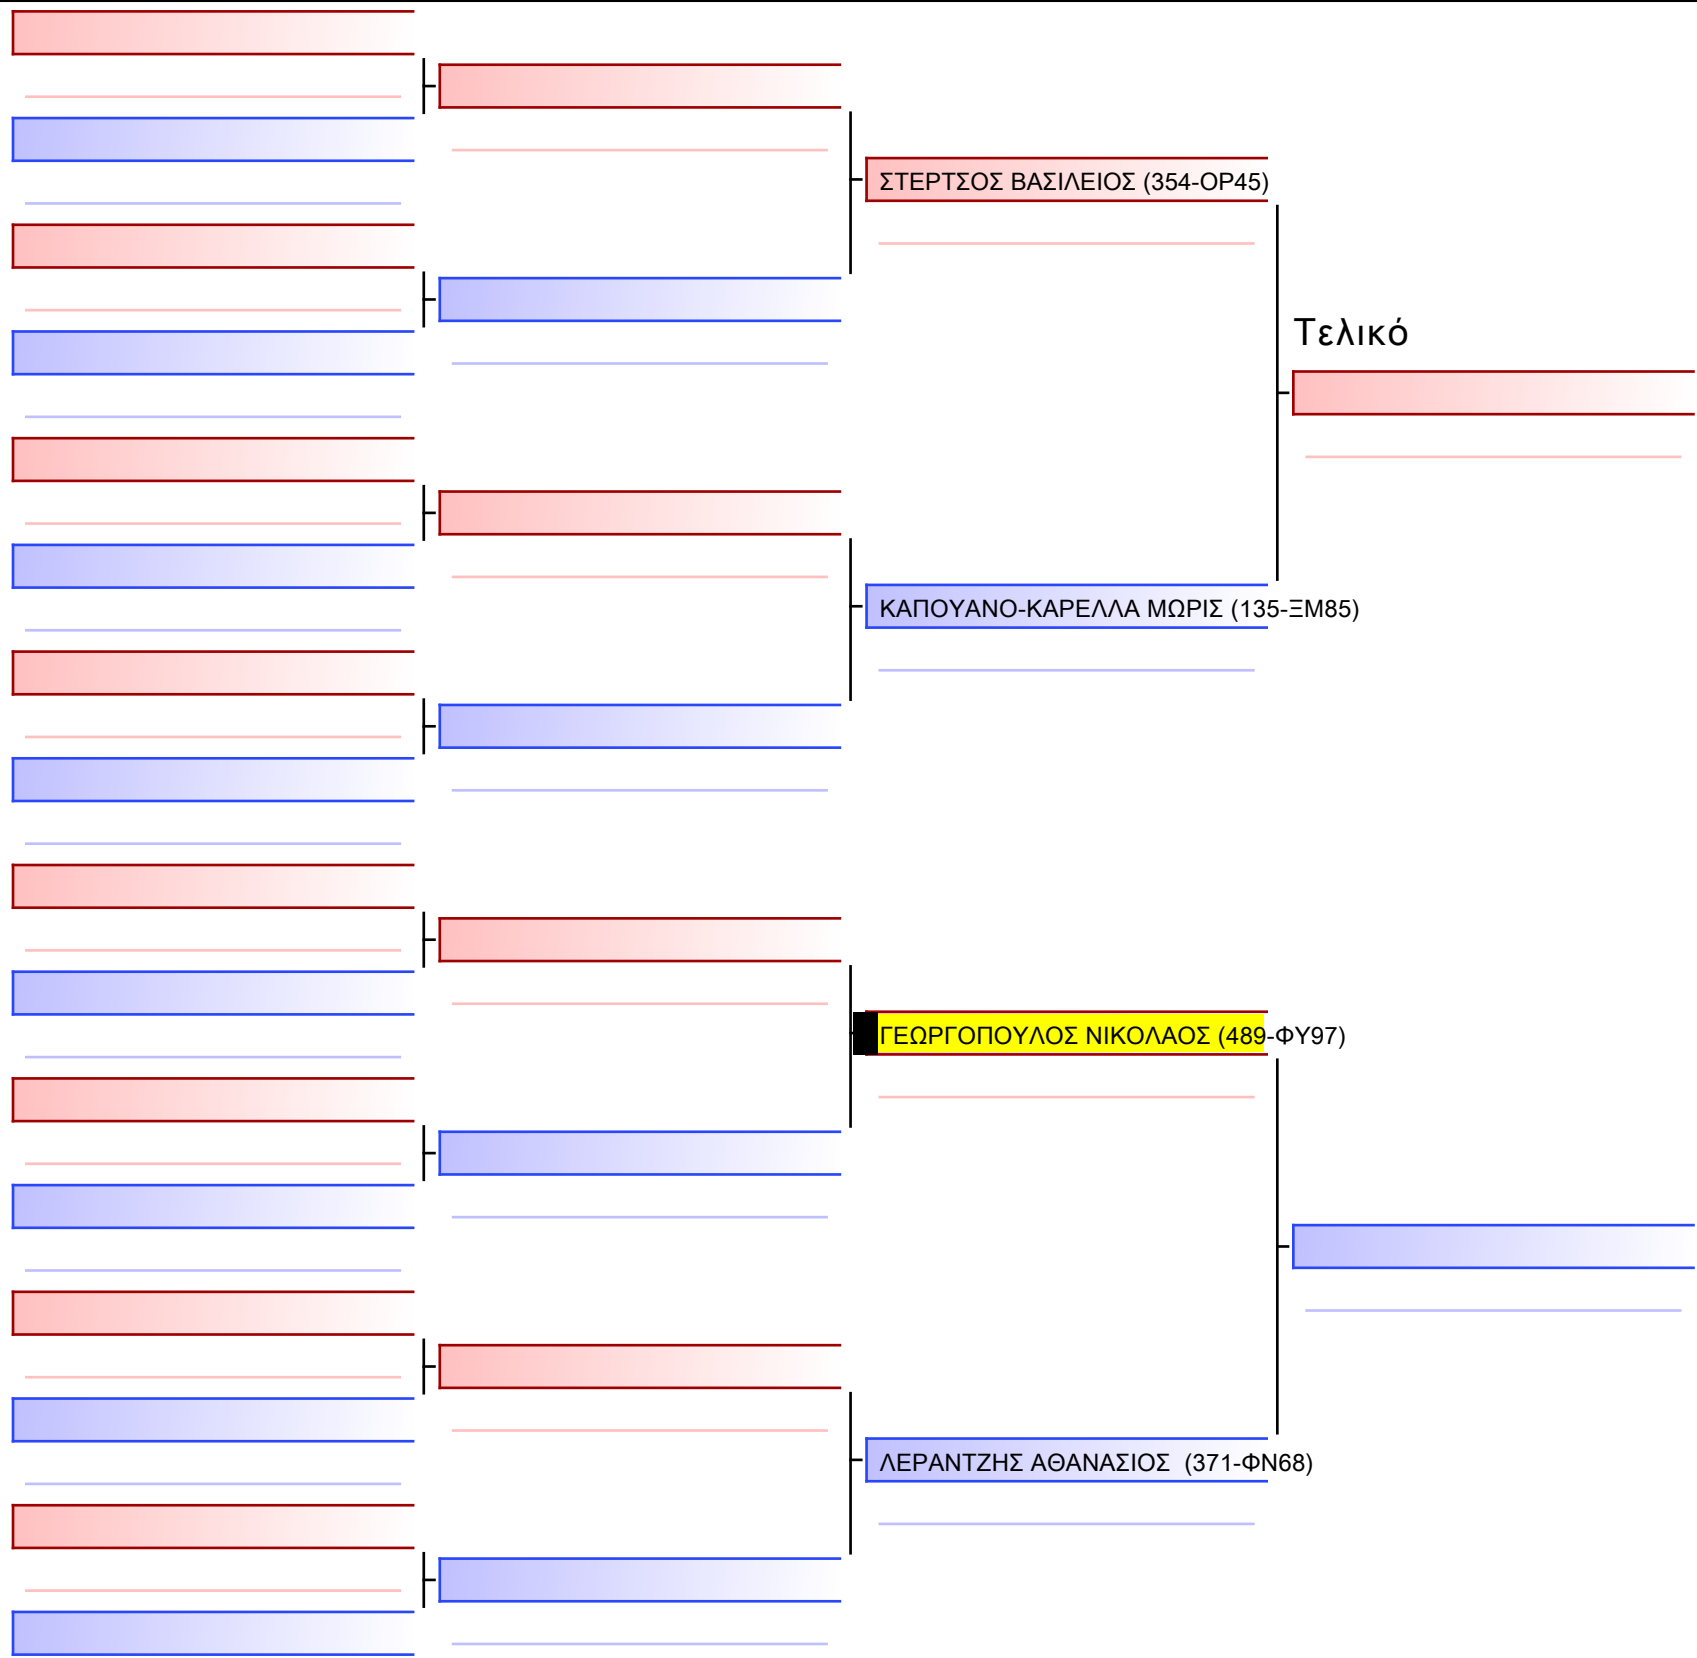 ΣΤΕΡΤΣΟΣ ΒΑΣΙΛΕΙΟΣ (354-ΟΡ45)
Τελικό
ΚΑΠΟΥΑΝΟ-ΚΑΡΕΛΛΑ ΜΩΡΙΣ (135-ΞΜ85)
ΓΕΩΡΓΟΠΟΥΛΟΣ ΝΙΚΟΛΑΟΣ (489-ΦΥ97)
ΛΕΡΑΝΤΖΗΣ ΑΘΑΝΑΣΙΟΣ  (371-ΦΝ68)